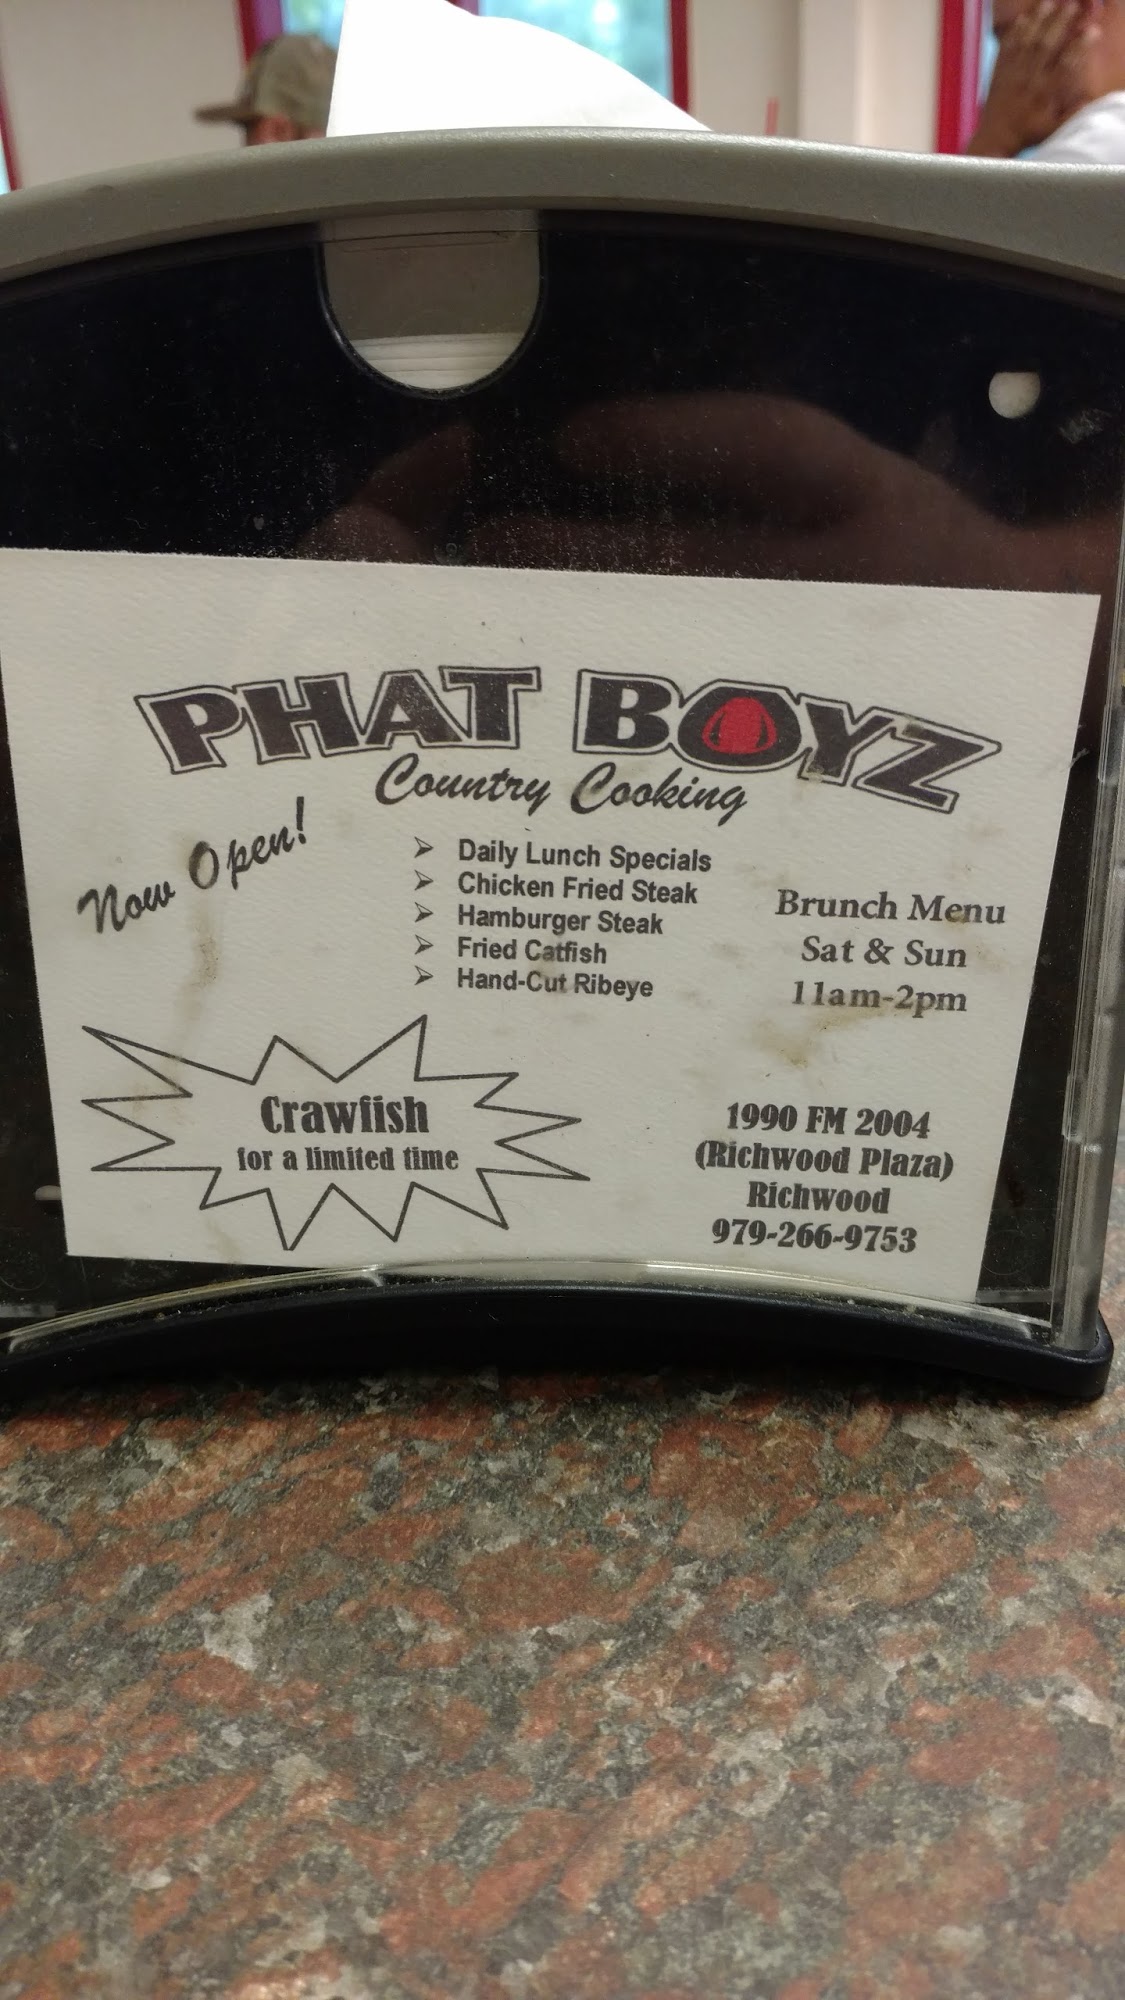 PHAT BOYZ
Country Cooking
Now Open!
Daily Lunch Specials
Chicken Fried Steak
Hamburger Steak
Fried Catfish
Hand-Cut Ribeye
Brunch Menu
Sat & Sun
11am-2pm
Crawfish
for a limited time
1990 FM 2004
(Richwood Plaza)
Richwood
979-266-9753